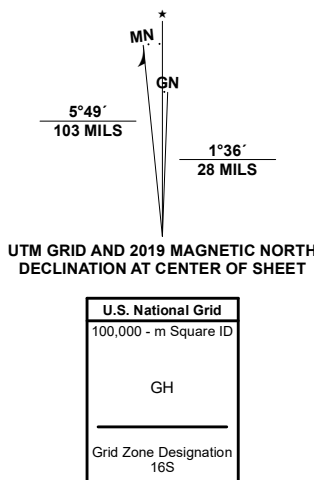 ★
MN
GN
5°49´
103 MILS
1°36´
28 MILS
UTM GRID AND 2019 MAGNETIC NORTH
DECLINATION AT CENTER OF SHEET
U.S. National Grid
100,000 - m Square ID
GH
Grid Zone Designation
16S